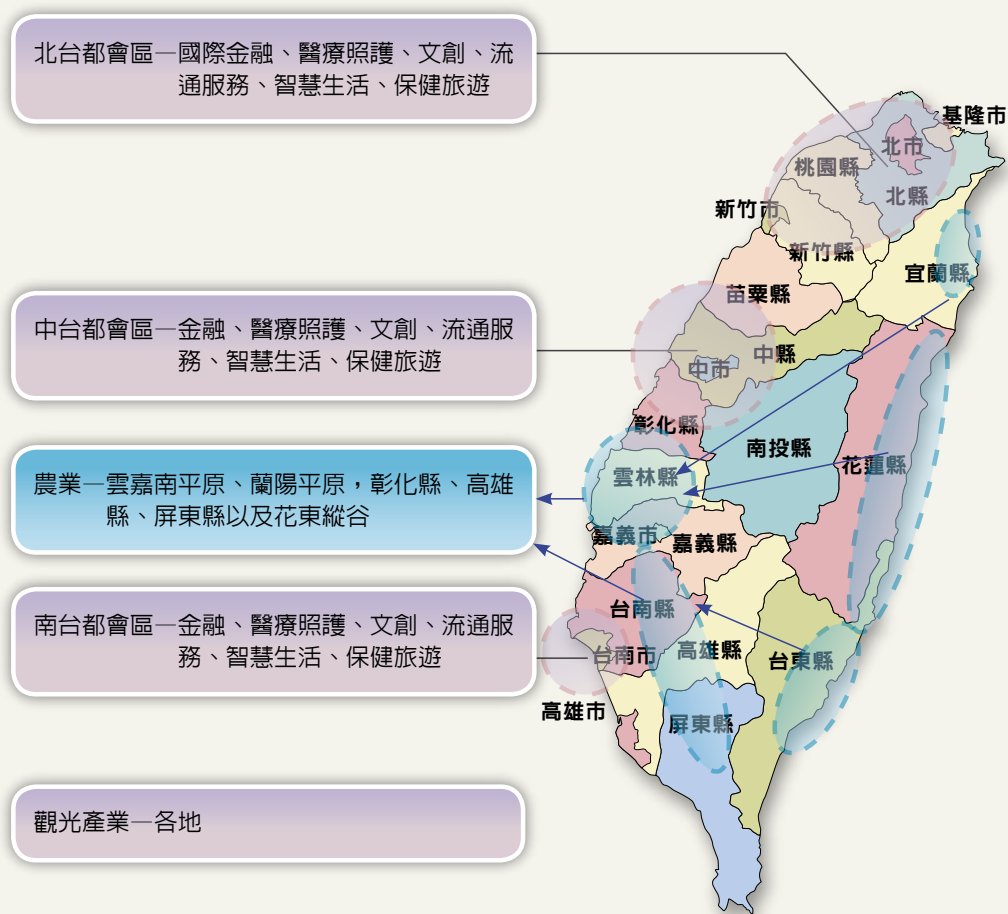 北台都會區—國際金融、醫療照護、文創、流
通服務、智慧生活、保健旅遊
中台都會區—金融、醫療照護、文創、流通服
務、智慧生活、保健旅遊
農業—雲嘉南平原、蘭陽平原，彰化縣、高雄
縣、屏東縣以及花東縱谷
南台都會區—金融、醫療照護、文創、流通服
務、智慧生活、保健旅遊
觀光產業—各地
基隆市
北市
桃園縣
北縣
新竹市
新竹縣
宜蘭縣
苗栗縣
中縣
中市
彰化縣
南投縣
花蓮縣
雲林縣
嘉義市
嘉義縣
台南縣
台南市
高雄縣
台東縣
高雄市
屏東縣